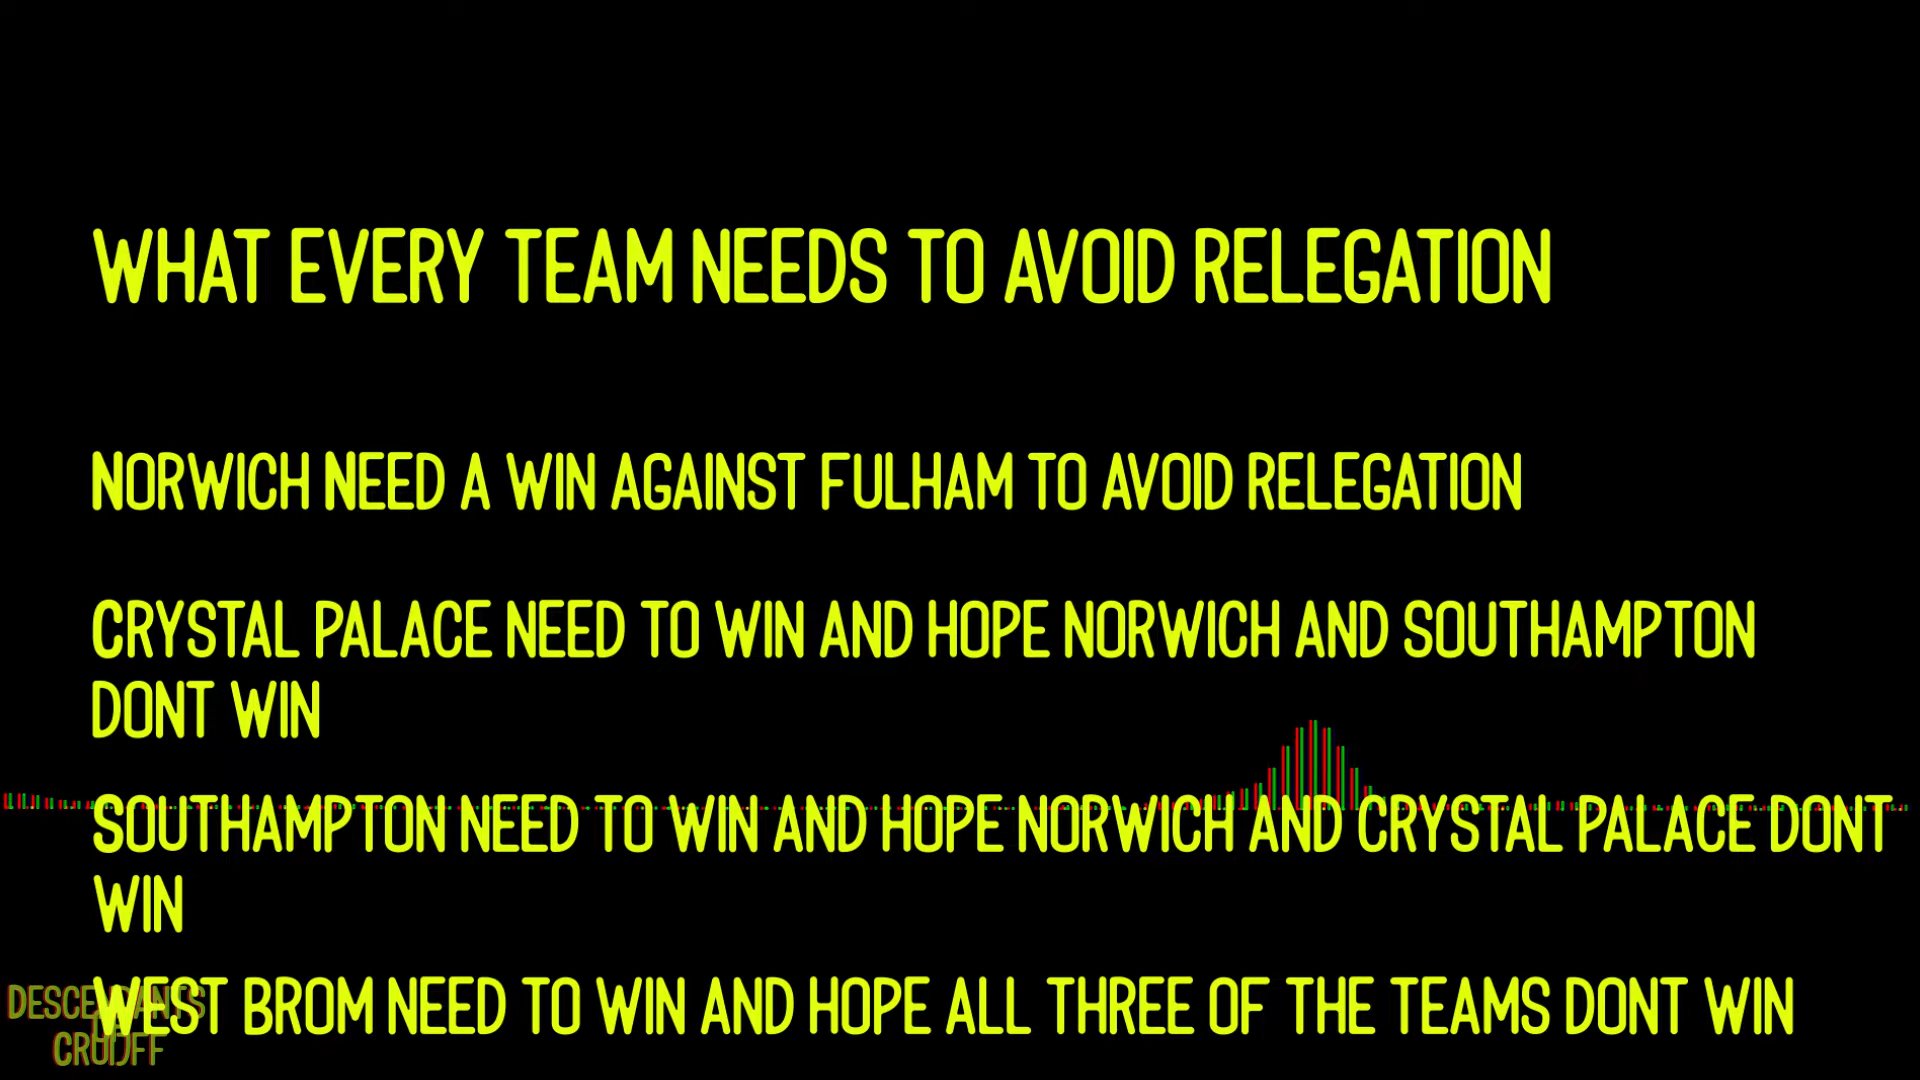 WHAT EVERY TEAM NEEDS TO AVOID RELEGATION
NORWICH NEED A WIN AGAINST FULHAM TO AVOID RELEGATION
CRYSTAL PALACE NEED TO WIN AND HOPE NORWICH AND SOUTHAMPTON
DONT WIN
SOUTHAMPTON NEED TO WIN AND HOPE NORWICH AND CRYSTAL PALACE DONT
WIN
WEST BROM NEED TO WIN AND HOPE ALL THREE OF THE TEAMS DONT WIN
DESCENDANTS
OF
CRUIJFF